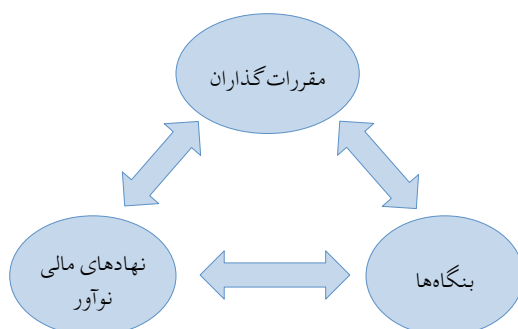 مقررات‌گذاران
نهادهای مالی
نوآور
بنگاه‌ها